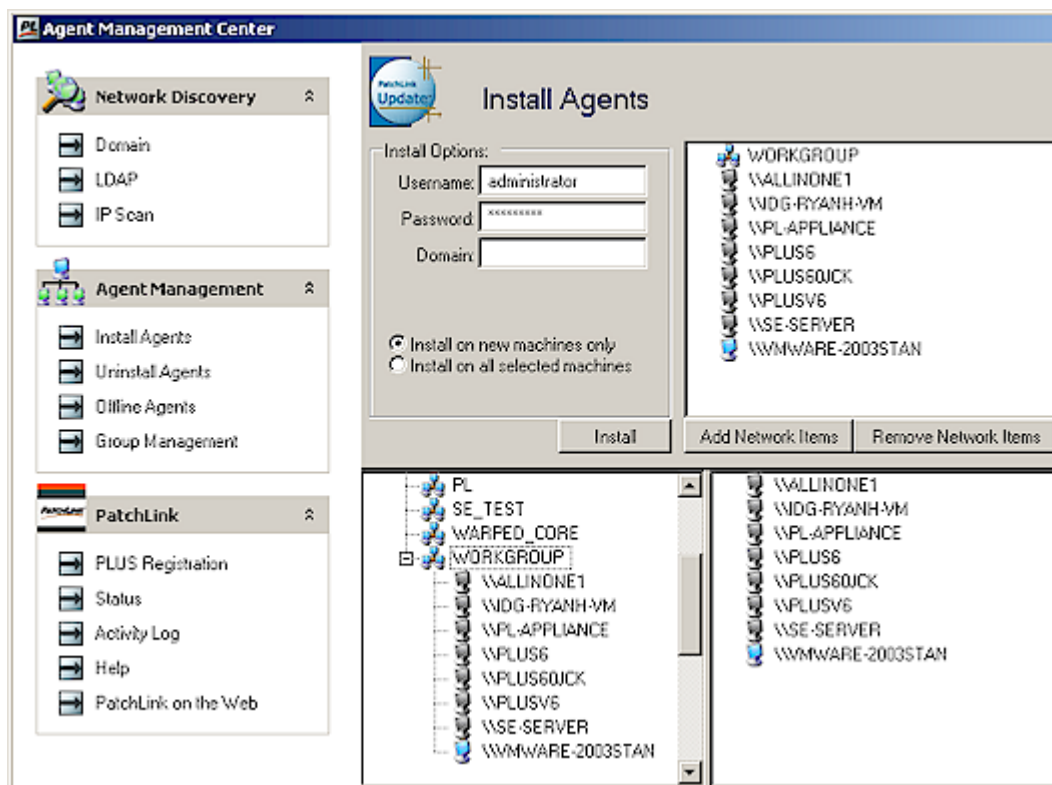 PL Agent Management Center
Network Discovery
Domain
LDAP
IP Scan
Agent Management
Install Agents
Uninstall Agents
Offline Agents
Group Management
PatchLink
PatchLink
PLUS Registration
Status
Activity Log
Help
PatchLink on the Web
PatchLink
Update
Install Agents
Install Options:
Username: administrator
Password: *********
Domain:
Install on new machines only
Install on all selected machines
Install
WORKGROUP
\\ALLINONE1
\\IDG-RYANH-VM
\\PL-APPLIANCE
\\PLUS6
\\PLUS60JCK
\\PLUSV6
\\SE-SERVER
\\VMWARE-2003STAN
Add Network Items
Remove Network Items
PL
SE_TEST
WARPED_CORE
WORKGROUP
\\ALLINONE1
\\IDG-RYANH-VM
\\PL-APPLIANCE
\\PLUS6
\\PLUS60JCK
\\PLUSV6
\\SE-SERVER
\\VMWARE-2003STAN
\\ALLINONE1
\\IDG-RYANH-VM
\\PL-APPLIANCE
\\PLUS6
\\PLUS60JCK
\\PLUSV6
\\SE-SERVER
\\VMWARE-2003STAN